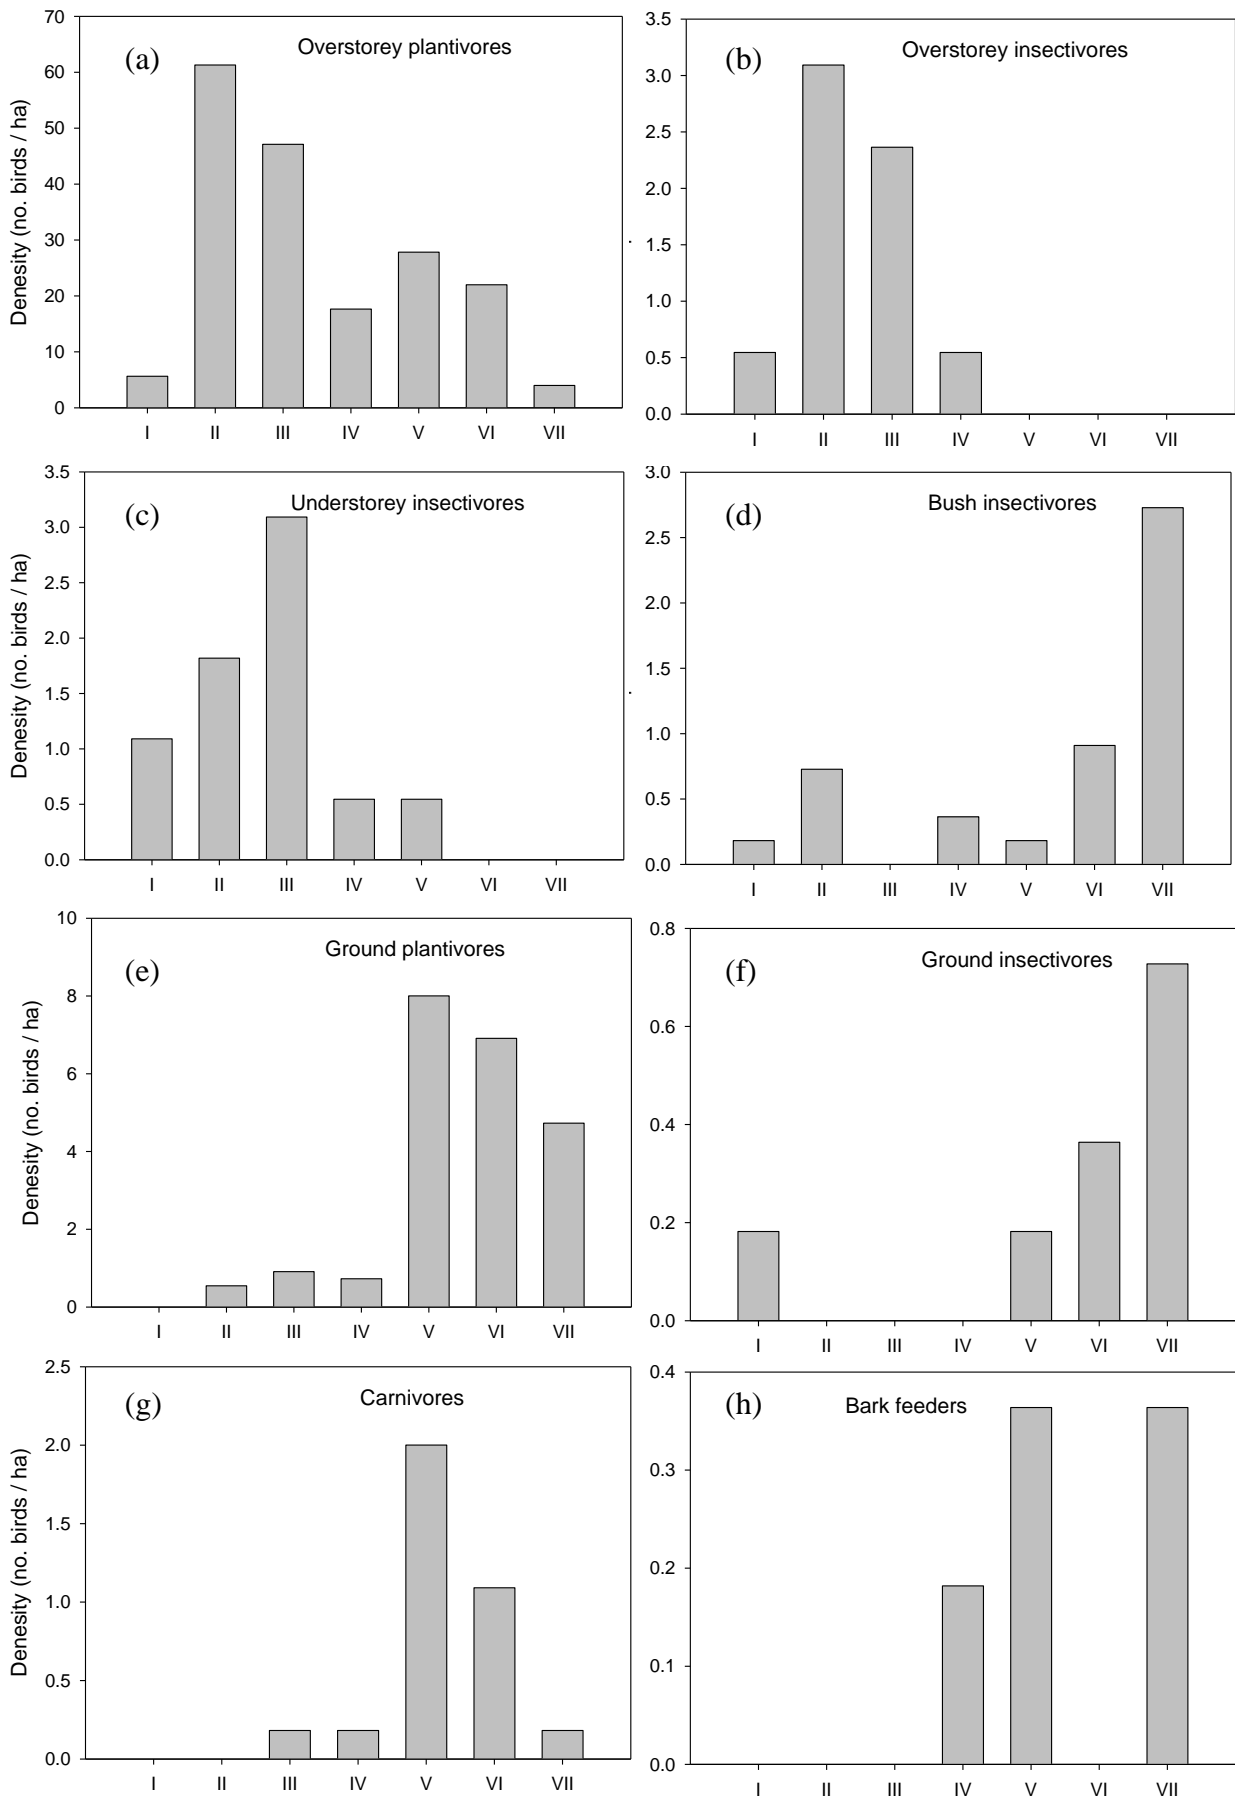 (a)
Overstorey plantivores
Denesity (no. birds / ha)
70
60
50
40
30
20
10
0
I II III IV V VI VII
(b)
Overstorey insectivores
3.5
3.0
2.5
2.0
1.5
1.0
0.5
0.0
I II III IV V VI VII
(c)
Understorey insectivores
Denesity (no. birds / ha)
3.5
3.0
2.5
2.0
1.5
1.0
0.5
0.0
I II III IV V VI VII
(d)
Bush insectivores
3.0
2.5
2.0
1.5
1.0
0.5
0.0
I II III IV V VI VII
(e)
Ground plantivores
Denesity (no. birds / ha)
10
8
6
4
2
0
I II III IV V VI VII
(f)
Ground insectivores
0.8
0.6
0.4
0.2
0.0
I II III IV V VI VII
(g)
Carnivores
Denesity (no. birds / ha)
2.5
2.0
1.5
1.0
0.5
0.0
I II III IV V VI VII
(h)
Bark feeders
0.4
0.3
0.2
0.1
0.0
I II III IV V VI VII